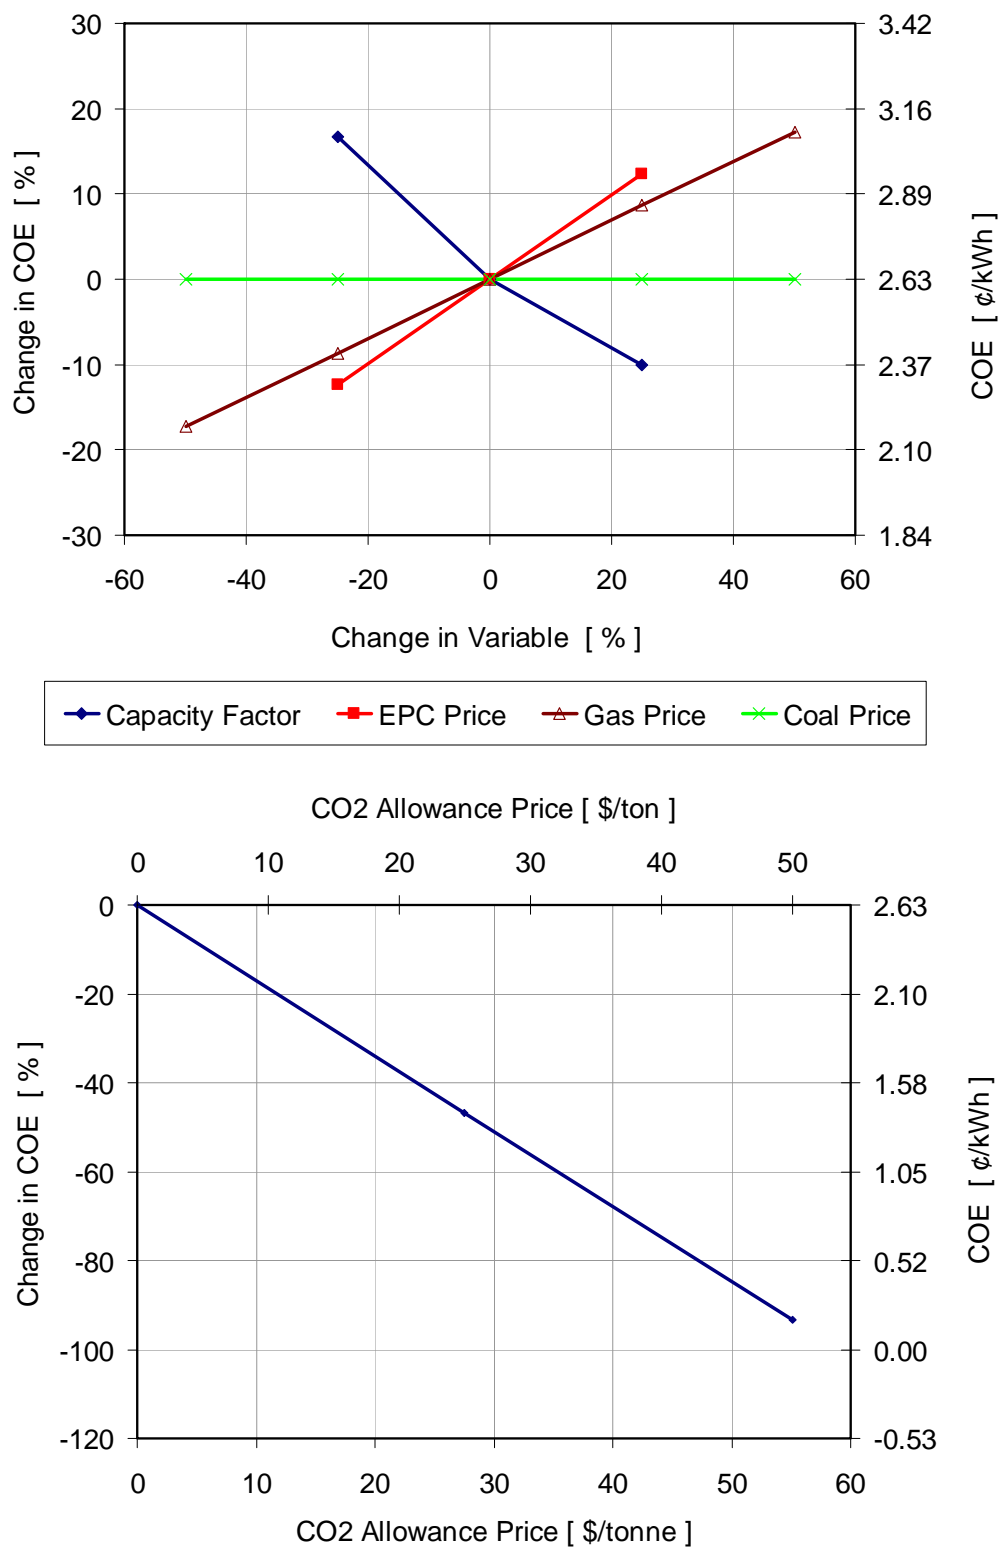 30
20
10
0
-10
-20
-30
Change in COE [ % ]
3.42
3.16
2.89
2.63
2.37
2.10
1.84
COE [ ¢/kWh ]
-60 -40 -20 0 20 40 60
Change in Variable [ % ]
Capacity Factor EPC Price Gas Price Coal Price
CO2 Allowance Price [ $/ton ]
0 10 20 30 40 50
0
-20
-40
-60
-80
-100
-120
Change in COE [ % ]
2.63
2.10
1.58
1.05
0.52
0.00
-0.53
COE [ ¢/kWh ]
0 10 20 30 40 50 60
CO2 Allowance Price [ $/tonne ]